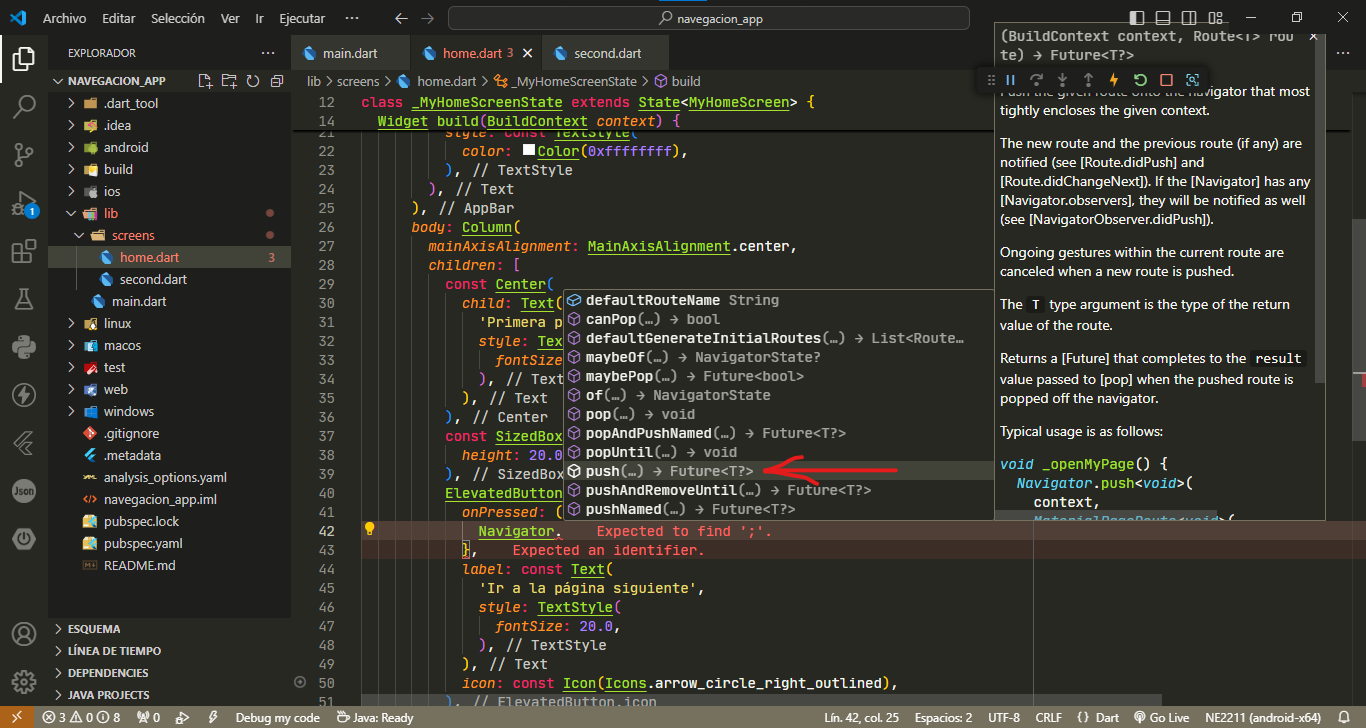 Archivo Editar Selección Ver Ir Ejecutar ··· navegacion_app
EXPLORADOR ···
NAVEGACION_APP
.dart_tool
.idea
android
build
ios
lib
screens
home.dart 3
second.dart
main.dart
linux
macos
test
web
windows
.gitignore
.metadata
analysis_options.yaml
navegacion_app.iml
pubspec.lock
pubspec.yaml
README.md
ESQUEMA
LÍNEA DE TIEMPO
DEPENDENCIES
JAVA PROJECTS
1
Json
main.dart home.dart 3 second.dart
lib > screens > home.dart > _MyHomeScreenState > build
12 class _MyHomeScreenState extends State<MyHomeScreen> {
14 Widget build(BuildContext context) {
21 style: const TextStyle(
22 color: Color(0xffffffff),
23 ), // TextStyle
24 ), // Text
25 ), // AppBar
26 body: Column(
27 mainAxisAlignment: MainAxisAlignment.center,
28 children: [
29 const Center(
30 child: Text(
31 'Primera p
32 style: Tex
33 fontSize
34 ), // Text
35 ), // Text
36 ), // Center
37 const SizedBox
38 height: 20.0
39 ), // SizedBox
40 ElevatedButton
41 onPressed: (
42 Navigator. Expected to find ';'.
43 }, Expected an identifier.
44 label: const Text(
45 'Ir a la página siguiente',
46 style: TextStyle(
47 fontSize: 20.0,
48 ), // TextStyle
49 ), // Text
50 icon: const Icon(Icons.arrow_circle_right_outlined),
51 ), // ElevatedButton.icon
defaultRouteName String
canPop(…) → bool
defaultGenerateInitialRoutes(…) → List<Route…
maybeOf(…) → NavigatorState?
maybePop(…) → Future<bool>
of(…) → NavigatorState
pop(…) → void
popAndPushNamed(…) → Future<T?>
popUntil(…) → void
push(…) → Future<T?>
pushAndRemoveUntil(…) → Future<T?>
pushNamed(…) → Future<T?>
(BuildContext context, Route<T> rou
te) → Future<T?>
Push the given route onto the navigator that most
tightly encloses the given context.
The new route and the previous route (if any) are
notified (see [Route.didPush] and
[Route.didChangeNext]). If the [Navigator] has any
[Navigator.observers], they will be notified as well
(see [NavigatorObserver.didPush]).
Ongoing gestures within the current route are
canceled when a new route is pushed.
The T type argument is the type of the return
value of the route.
Returns a [Future] that completes to the result
value passed to [pop] when the pushed route is
popped off the navigator.
Typical usage is as follows:
void _openMyPage() {
Navigator.push<void>(
context,
MaterialPageRoute<void>(
3 0 8 0 Debug my code Java: Ready Lín. 42, col. 25 Espacios: 2 UTF-8 CRLF {} Dart Go Live NE2211 (android-x64)